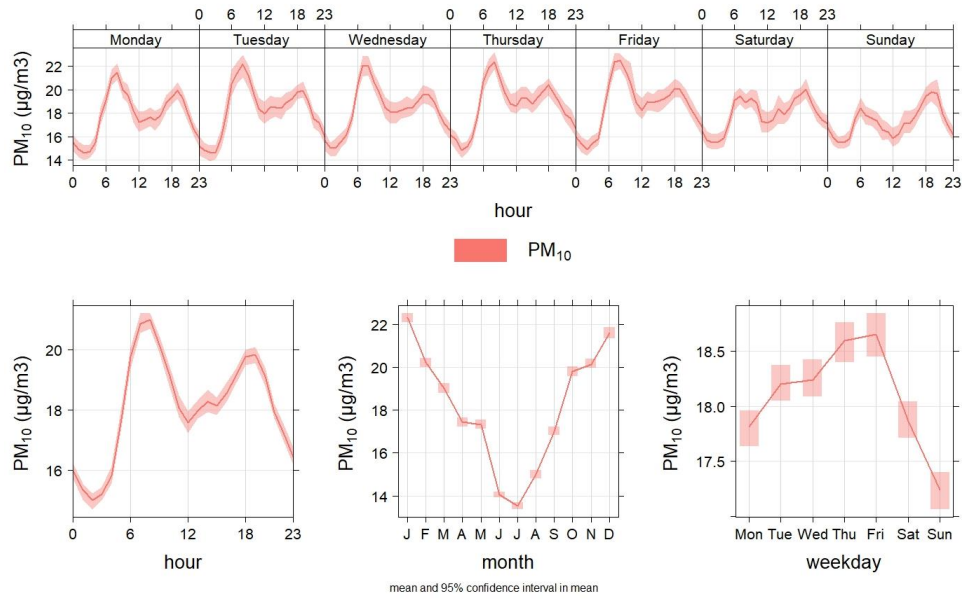 0 6 12 18 23 0 6 12 18 23 0 6 12 18 23
Monday Tuesday Wednesday Thursday Friday Saturday Sunday
PM10 (µg/m3)
22
20
18
16
14
0 6 12 18 23 0 6 12 18 23 0 6 12 18 23 0 6 12 18 23
hour
PM10
PM10 (µg/m3)
20
18
16
0 6 12 18 23
hour
PM10 (µg/m3)
22
20
18
16
14
J F M A M J J A S O N D
month
PM10 (µg/m3)
18.5
18.0
17.5
Mon Tue Wed Thu Fri Sat Sun
weekday
mean and 95% confidence interval in mean